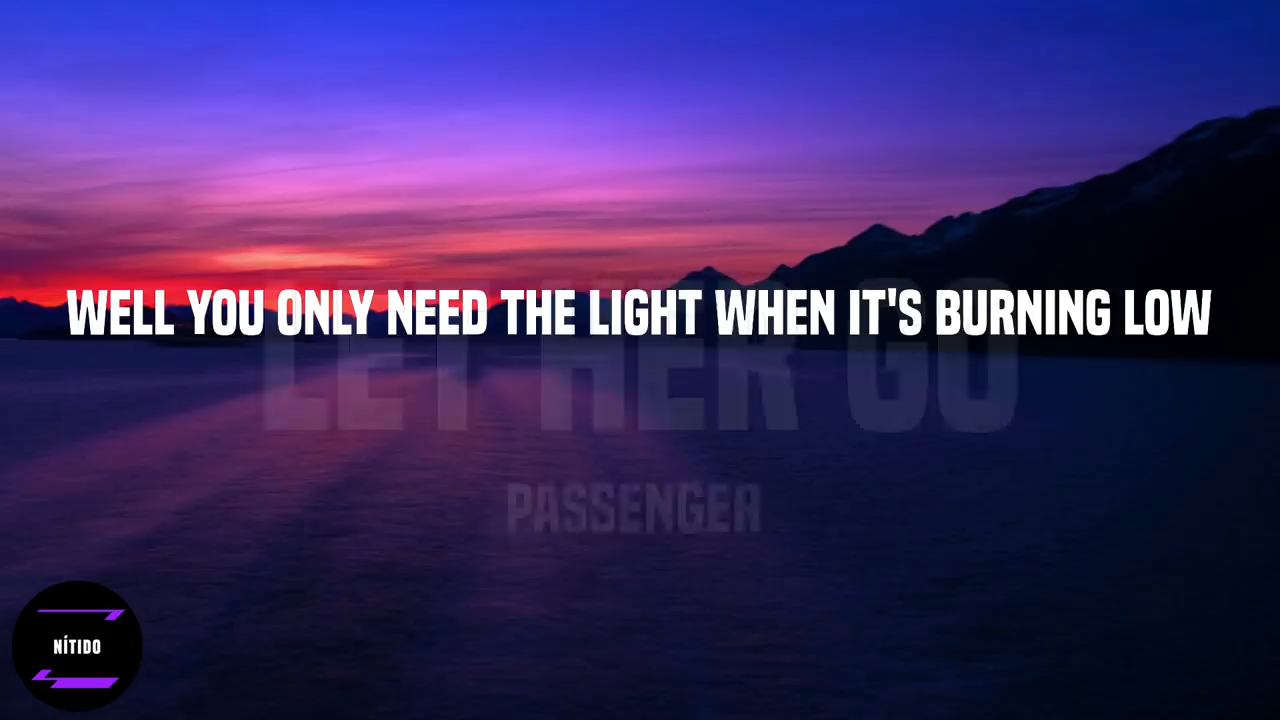 WELL YOU ONLY NEED THE LIGHT WHEN IT'S BURNING LOW
LET HER GO
PASSENGER
NÍTIDO